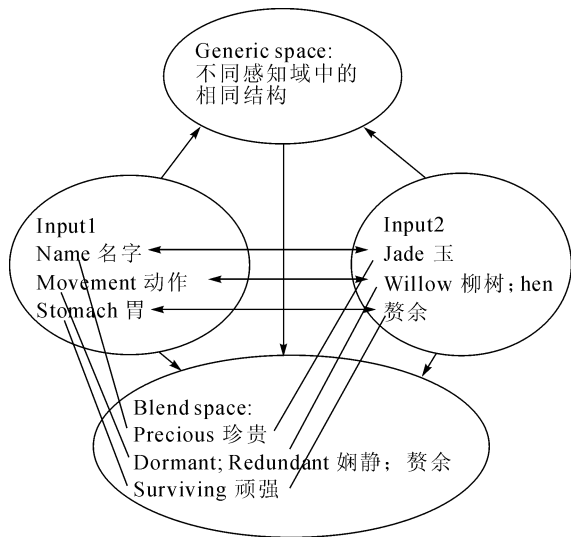 Generic space:
不同感知域中的
相同结构
Input1
Name 名字
Movement 动作
Stomach 胃
Input2
Jade 玉
Willow 柳树; hen
赘余
Blend space:
Precious 珍贵
Dormant; Redundant 娴静；赘余
Surviving 顽强